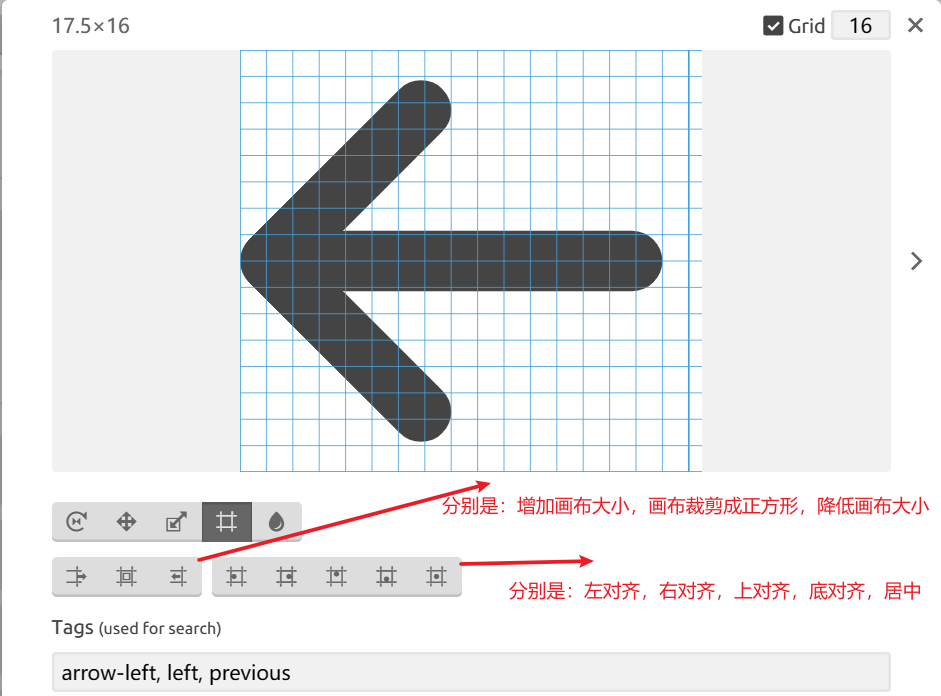 17.5×16
Grid 16
分别是：增加画布大小，画布裁剪成正方形，降低画布大小
分别是：左对齐，右对齐，上对齐，底对齐，居中
Tags (used for search)
arrow-left, left, previous